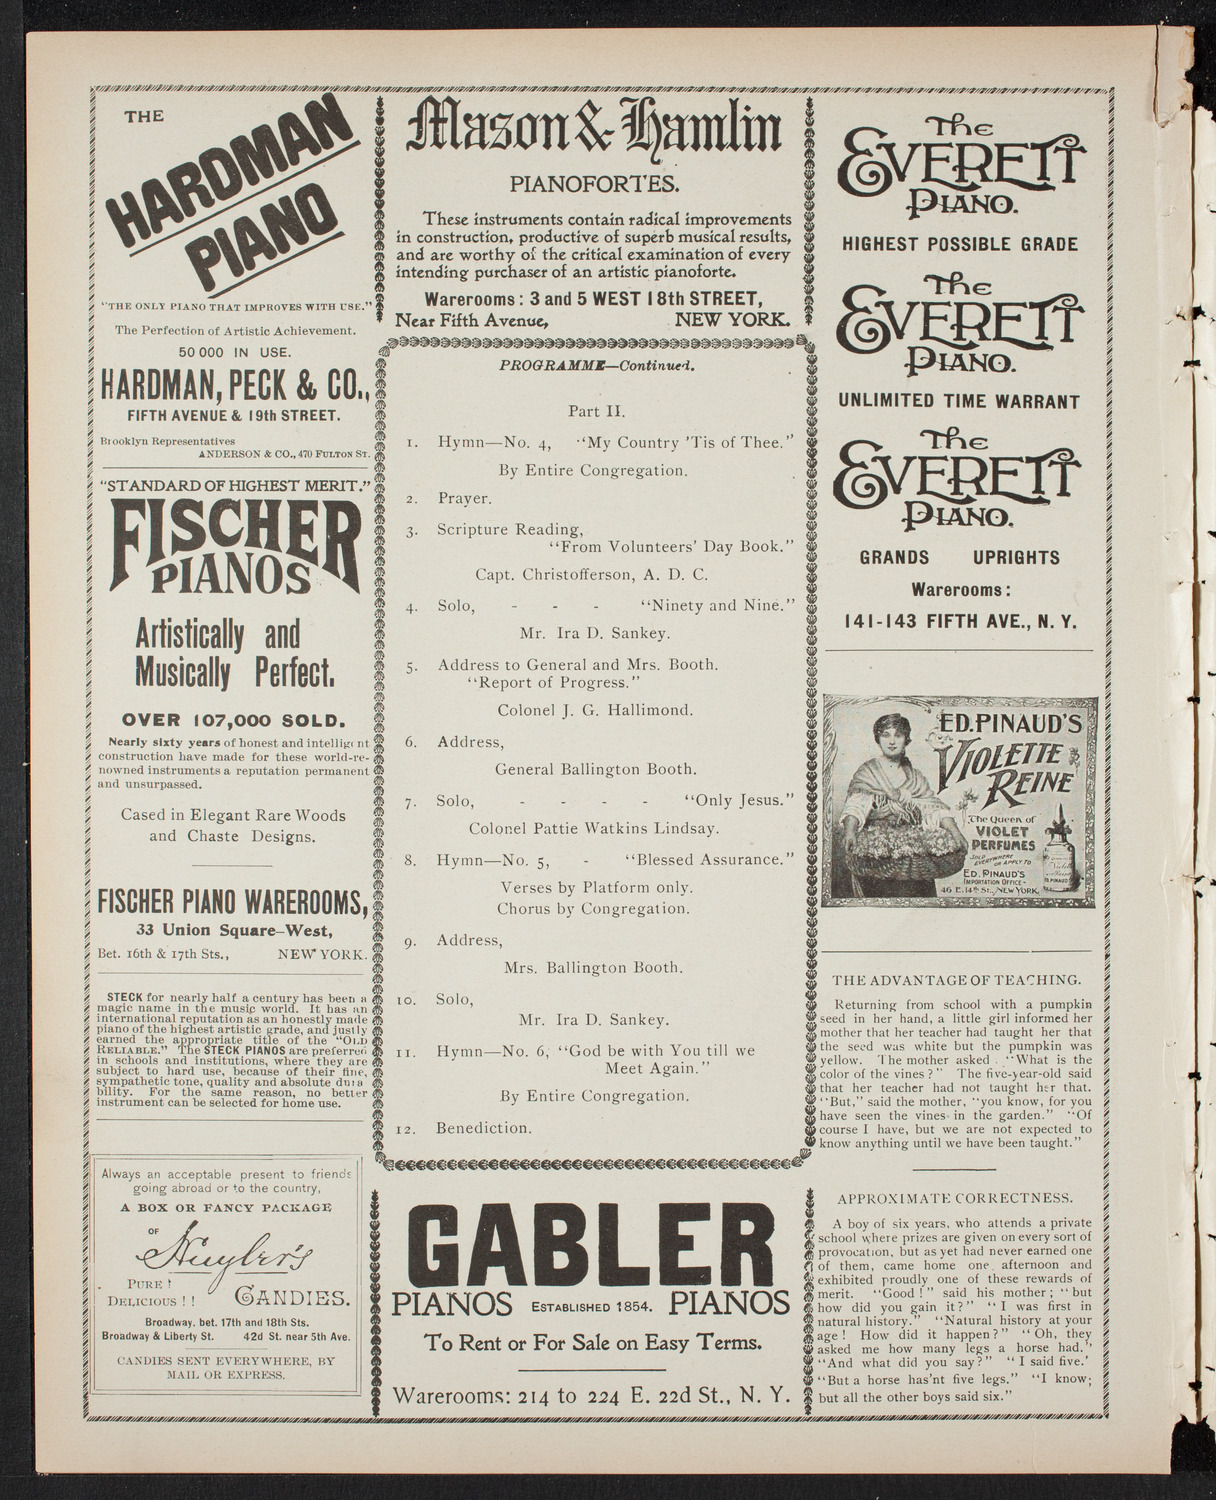 THE
HARDMAN
PIANO
"THE ONLY PIANO THAT IMPROVES WITH USE."
The Perfection of Artistic Achievement.
50 000 IN USE.
HARDMAN, PECK & CO.,
FIFTH AVENUE & 19th STREET.
Brooklyn Representatives
ANDERSON & CO., 470 FULTON ST.
"STANDARD OF HIGHEST MERIT."
FISCHER
PIANOS
Artistically and
Musically Perfect.
OVER 107,000 SOLD.
Nearly sixty years of honest and intelligent
construction have made for these world-re-
nowned instruments a reputation permanent
and unsurpassed.
Cased in Elegant Rare Woods
and Chaste Designs.
FISCHER PIANO WAREROOMS,
33 Union Square–West,
Bet. 16th & 17th Sts., NEW YORK.
STECK for nearly half a century has been a
magic name in the music world. It has an
international reputation as an honestly made
piano of the highest artistic grade, and justly
earned the appropriate title of the "OLD
RELIABLE." The STECK PIANOS are preferred
in schools and institutions, where they are
subject to hard use, because of their fine,
sympathetic tone, quality and absolute dura
bility. For the same reason, no better
instrument can be selected for home use.
Always an acceptable present to friends
going abroad or to the country,
A BOX OR FANCY PACKAGE
OF
Huyler's
PURE !
DELICIOUS ! ! CANDIES.
Broadway. bet. 17th and 18th Sts.
Broadway & Liberty St. 42d St. near 5th Ave.
CANDIES SENT EVERYWHERE, BY
MAIL OR EXPRESS.
Mason & Hamlin
PIANOFORTES.
These instruments contain radical improvements
in construction, productive of superb musical results,
and are worthy of the critical examination of every
intending purchaser of an artistic pianoforte.
Warerooms: 3 and 5 WEST 18th STREET,
Near Fifth Avenue, NEW YORK.
PROGRAMME—Continued.
Part II.
1. Hymn—No. 4, "My Country 'Tis of Thee."
By Entire Congregation.
2. Prayer.
3. Scripture Reading,
"From Volunteers' Day Book."
Capt. Christofferson, A. D. C.
4. Solo, - - - "Ninety and Nine."
Mr. Ira D. Sankey.
5. Address to General and Mrs. Booth.
"Report of Progress."
Colonel J. G. Hallimond.
6. Address,
General Ballington Booth.
7. Solo, - - - - "Only Jesus."
Colonel Pattie Watkins Lindsay.
8. Hymn—No. 5, - "Blessed Assurance."
Verses by Platform only.
Chorus by Congregation.
9. Address,
Mrs. Ballington Booth.
10. Solo,
Mr. Ira D. Sankey.
11. Hymn—No. 6, "God be with You till we
Meet Again."
By Entire Congregation.
12. Benediction.
GABLER
PIANOS ESTABLISHED 1854. PIANOS
To Rent or For Sale on Easy Terms.
Warerooms: 214 to 224 E. 22d St., N. Y.
The
EVERETT
PIANO.
HIGHEST POSSIBLE GRADE
The
EVERETT
PIANO.
UNLIMITED TIME WARRANT
The
EVERETT
PIANO.
GRANDS UPRIGHTS
Warerooms:
141-143 FIFTH AVE., N. Y.
ED. PINAUD'S
VIOLETTE
REINE
The Queen of
VIOLET
PERFUMES
SOLD
EVERYWHERE
OR APPLY TO
ED. PINAUD'S
IMPORTATION OFFICE-
46 E. 14th St., NEW YORK.
THE ADVANTAGE OF TEACHING.
Returning from school with a pumpkin
seed in her hand, a little girl informed her
mother that her teacher had taught her that
the seed was white but the pumpkin was
yellow. The mother asked . "What is the
color of the vines?" The five-year-old said
that her teacher had not taught her that.
"But," said the mother, "you know, for you
have seen the vines in the garden." "Of
course I have, but we are not expected to
know anything until we have been taught."
APPROXIMATE CORRECTNESS.
A boy of six years, who attends a private
school where prizes are given on every sort of
provocation, but as yet had never earned one
of them, came home one afternoon and
exhibited proudly one of these rewards of
merit. "Good!" said his mother; "but
how did you gain it?" "I was first in
natural history." "Natural history at your
age! How did it happen?" "Oh, they
asked me how many legs a horse had."
"And what did you say?" "I said five.'
"But a horse has'nt five legs." "I know;
but all the other boys said six."